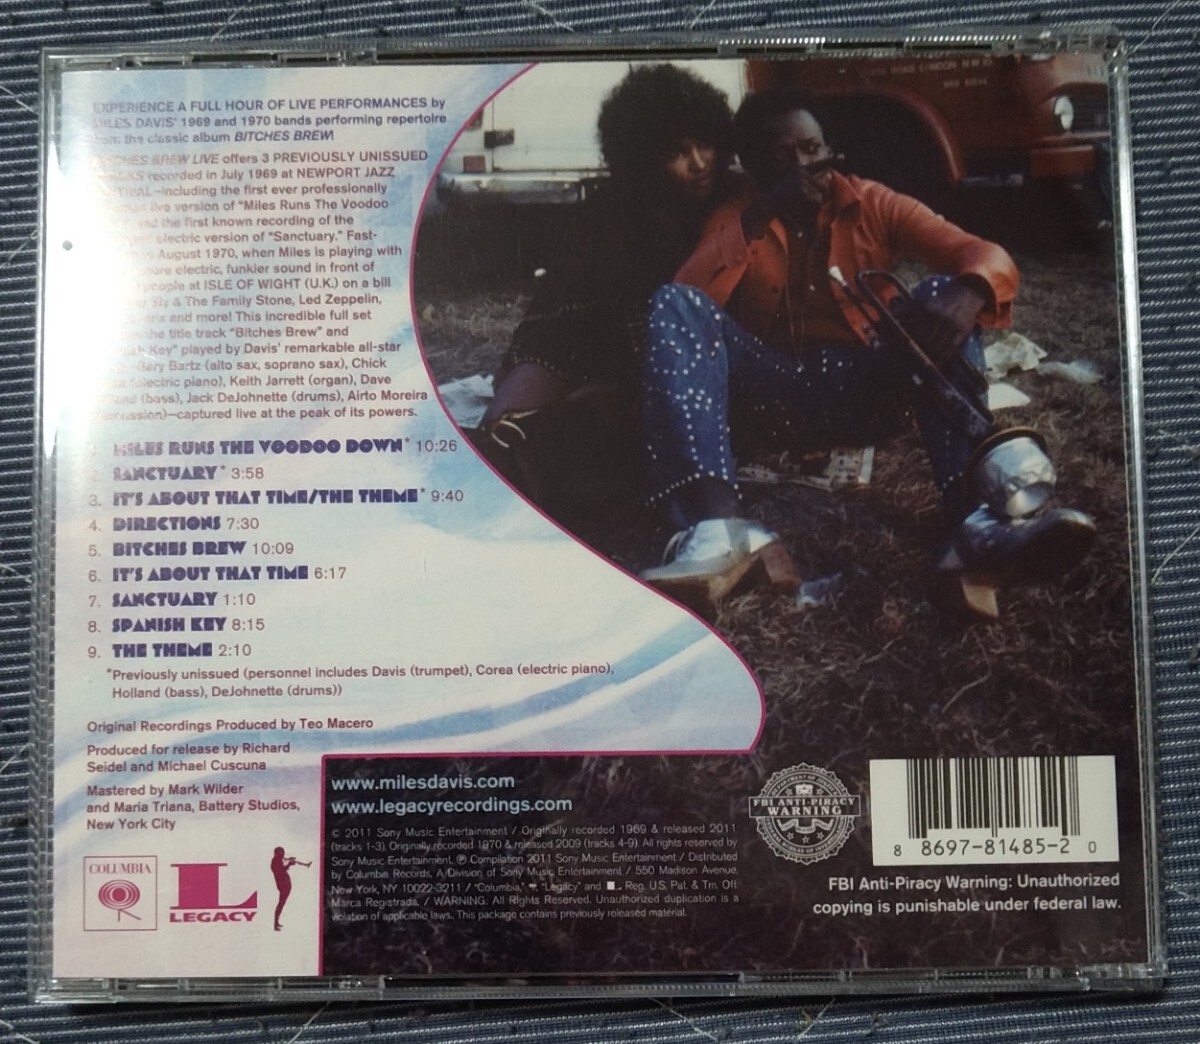 EXPERIENCE A FULL HOUR OF LIVE PERFORMANCES by
MILES DAVIS' 1969 and 1970 bands performing repertoire
from the classic album BITCHES BREW!
BITCHES BREW LIVE offers 3 PREVIOUSLY UNISSUED
recorded in July 1969 at NEWPORT JAZZ
including the first ever professionally
live version of "Miles Runs The Voodoo
and the first known recording of the
electric version of "Sanctuary." Fast-
August 1970, when Miles is playing with
more electric, funkier sound in front of
people at ISLE OF WIGHT (U.K.) on a bill
Sly & The Family Stone, Led Zeppelin,
and more! This incredible full set
the title track "Bitches Brew" and
Key" played by Davis' remarkable all-star
Gary Bartz (alto sax, soprano sax), Chick
(electric piano), Keith Jarrett (organ), Dave
(bass), Jack DeJohnette (drums), Airto Moreira
—captured live at the peak of its powers.
1. MILES RUNS THE VOODOO DOWN* 10:26
2. SANCTUARY* 3:58
3. IT'S ABOUT THAT TIME/THE THEME* 9:40
4. DIRECTIONS 7:30
5. BITCHES BREW 10:09
6. IT'S ABOUT THAT TIME 6:17
7. SANCTUARY 1:10
8. SPANISH KEY 8:15
9. THE THEME 2:10
*Previously unissued (personnel includes Davis (trumpet), Corea (electric piano),
Holland (bass), DeJohnette (drums))
Original Recordings Produced by Teo Macero
Produced for release by Richard
Seidel and Michael Cuscuna
Mastered by Mark Wilder
and Maria Triana, Battery Studios,
New York City
COLUMBIA
L
LEGACY
www.milesdavis.com
www.legacyrecordings.com
© 2011 Sony Music Entertainment / Originally recorded 1969 & released 2011
(tracks 1-3), Originally recorded 1970 & released 2009 (tracks 4-9). All rights reserved by
Sony Music Entertainment. ℗ Compilation 2011 Sony Music Entertainment / Distributed
by Columbia Records, A Division of Sony Music Entertainment / 550 Madison Avenue,
New York, NY 10022-3211 / "Columbia," "Legacy" and L Reg. U.S. Pat. & Tm. Off.
Marca Registrada. / WARNING: All Rights Reserved. Unauthorized duplication is a
violation of applicable laws. This package contains previously released material.
FBI ANTI-PIRACY
WARNING
8 8697-81485-2 0
FBI Anti-Piracy Warning: Unauthorized
copying is punishable under federal law.